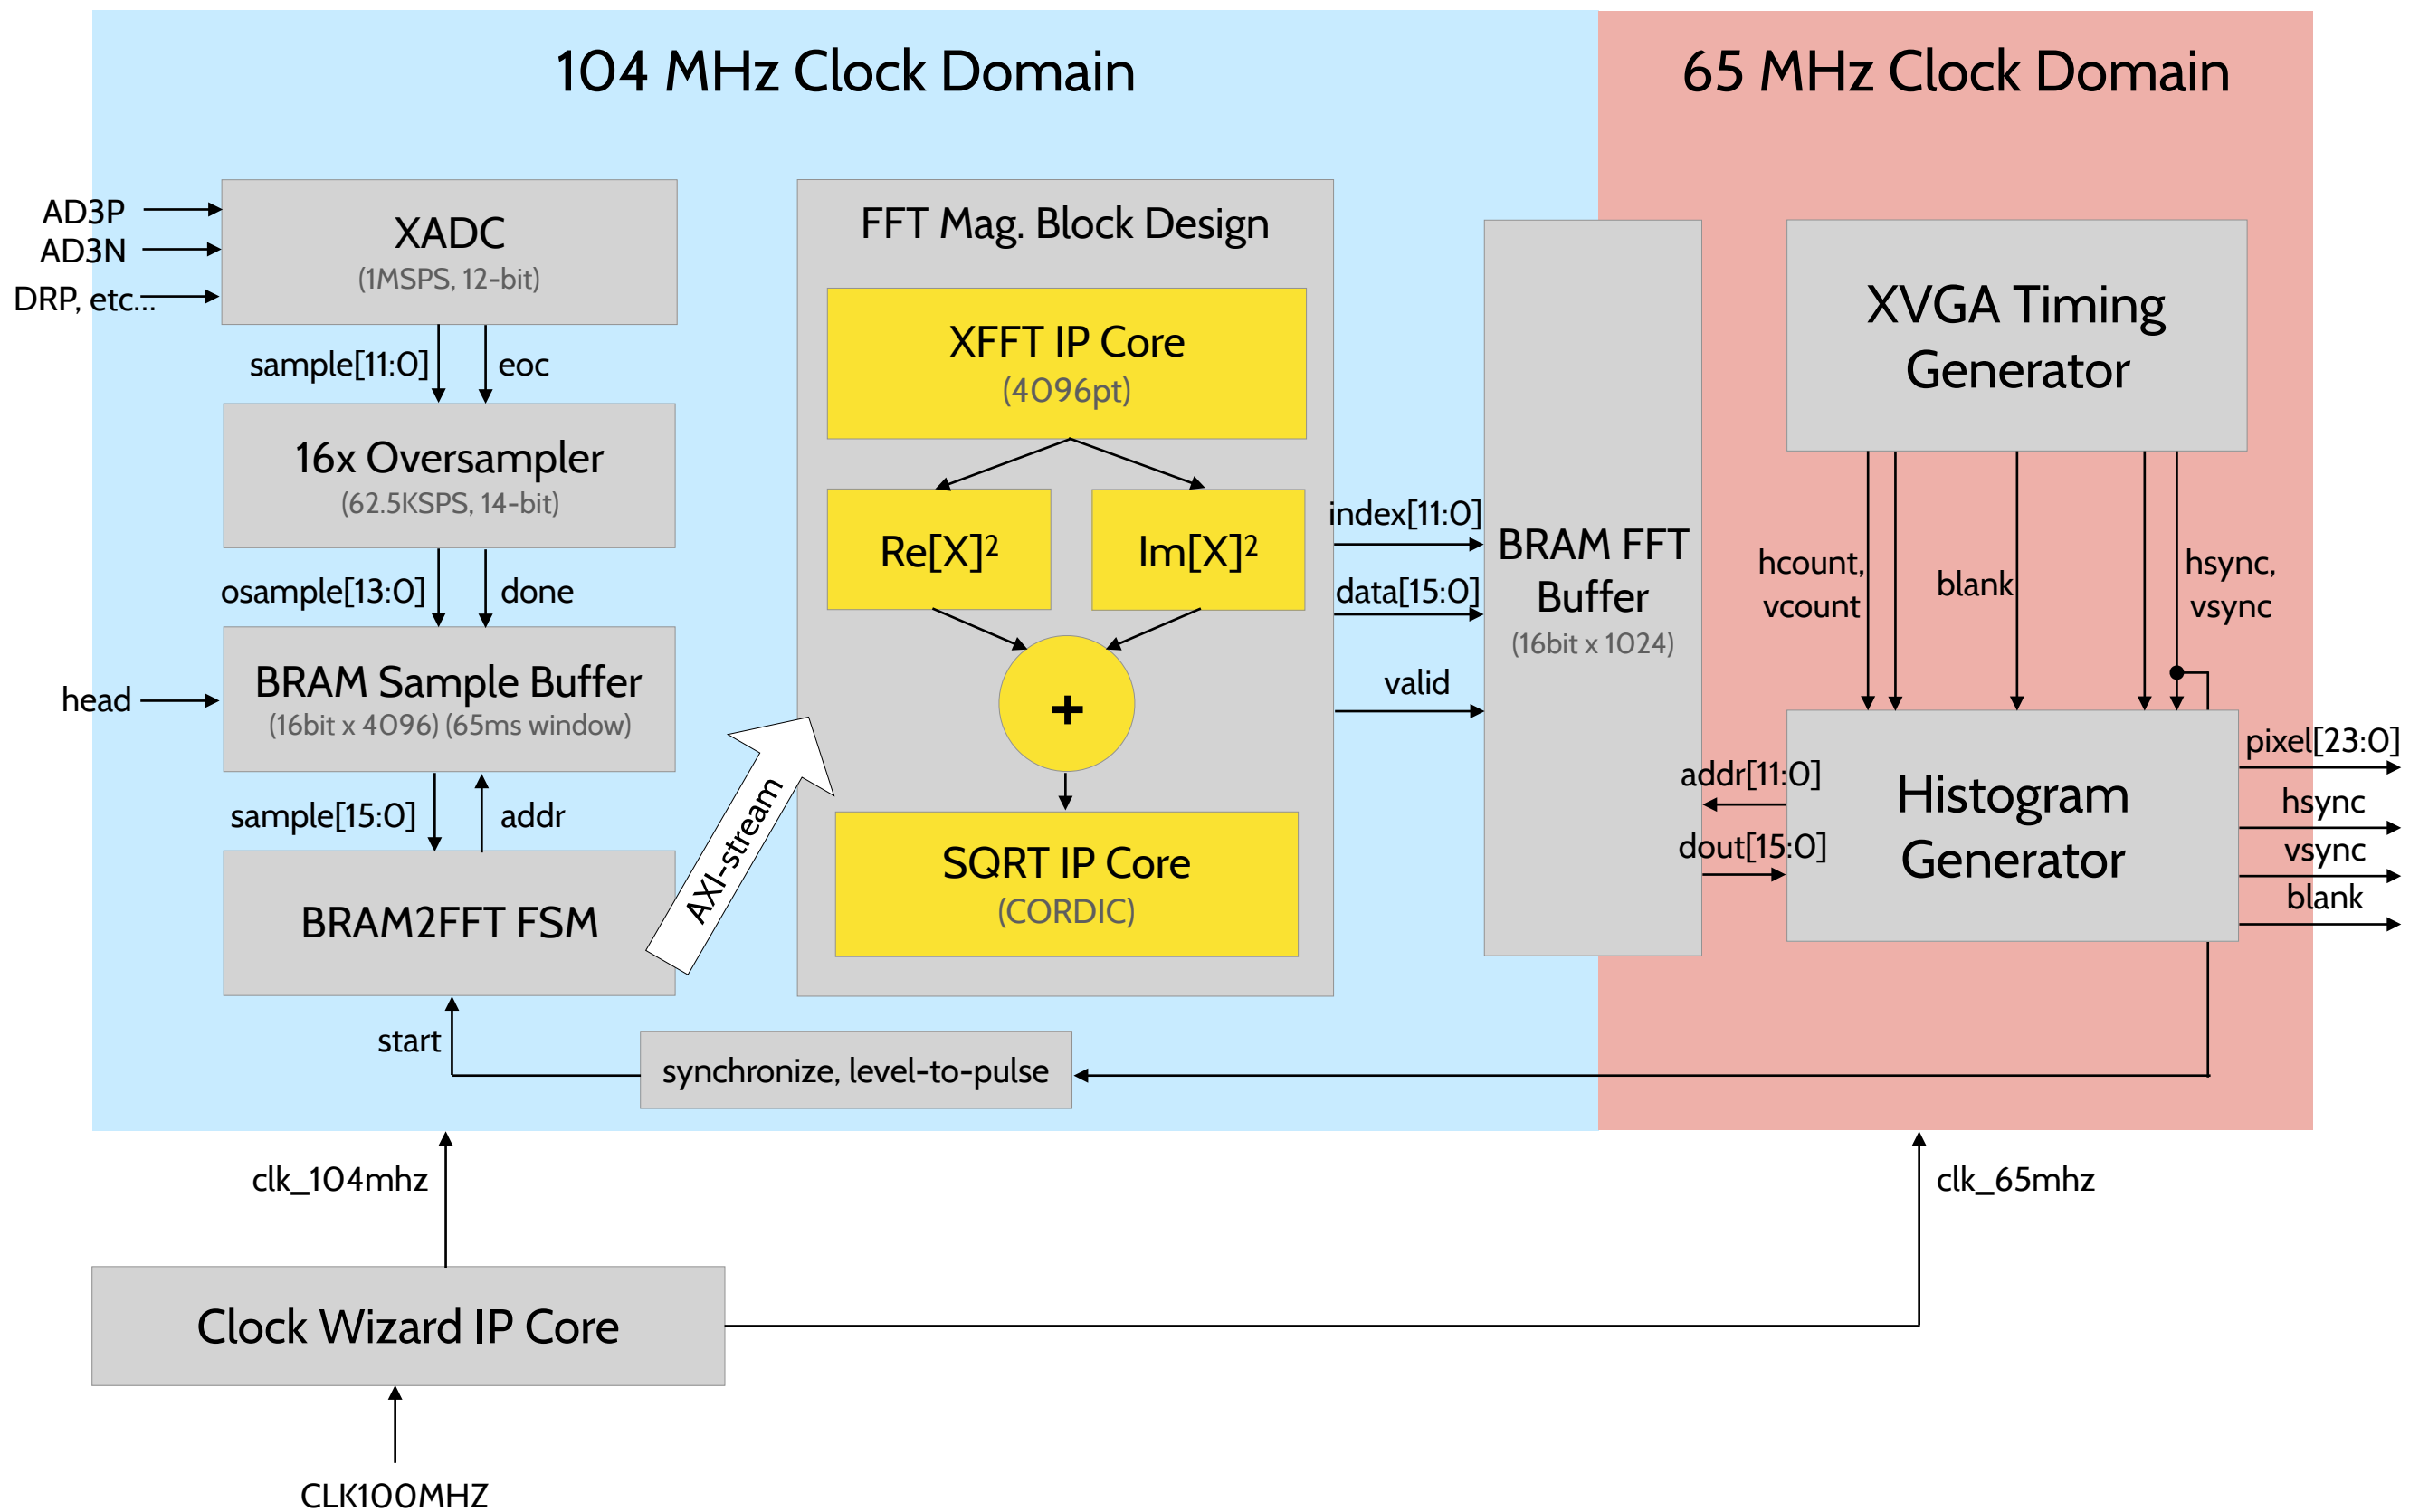 104 MHz Clock Domain
65 MHz Clock Domain
AD3P
AD3N
DRP, etc...
XADC
(1MSPS, 12-bit)
sample[11:0]
eoc
16x Oversampler
(62.5KSPS, 14-bit)
osample[13:0]
done
head
BRAM Sample Buffer
(16bit x 4096) (65ms window)
sample[15:0]
addr
BRAM2FFT FSM
AXI-stream
start
synchronize, level-to-pulse
FFT Mag. Block Design
XFFT IP Core
(4096pt)
Re[X]²
Im[X]²
+
SQRT IP Core
(CORDIC)
index[11:0]
data[15:0]
valid
BRAM FFT
Buffer
(16bit x 1024)
XVGA Timing
Generator
hcount,
vcount
blank
hsync,
vsync
addr[11:0]
dout[15:0]
Histogram
Generator
pixel[23:0]
hsync
vsync
blank
clk_104mhz
clk_65mhz
Clock Wizard IP Core
CLK100MHZ